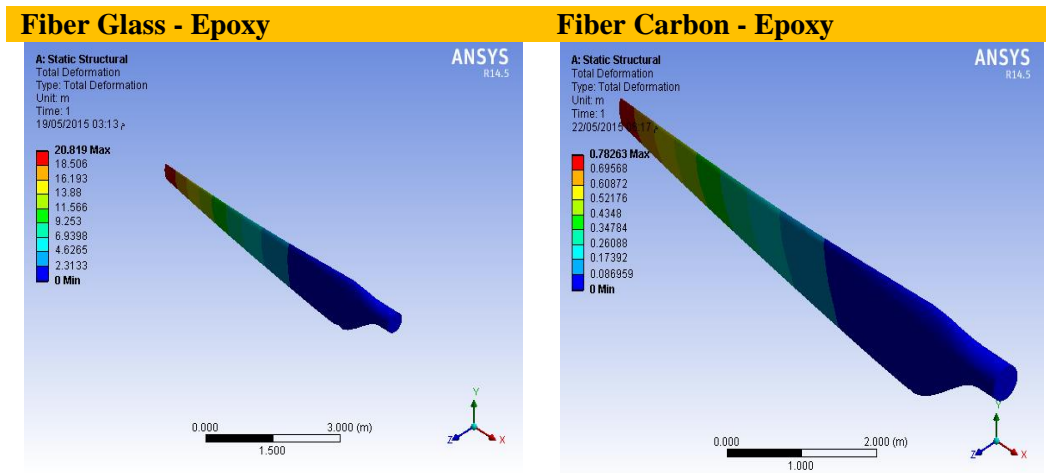 Fiber Glass - Epoxy
Fiber Carbon - Epoxy
A: Static Structural
Total Deformation
Type: Total Deformation
Unit: m
Time: 1
19/05/2015 03:13 م
20.819 Max
18.506
16.193
13.88
11.566
9.253
6.9398
4.6265
2.3133
0 Min
ANSYS
R14.5
0.000
3.000 (m)
1.500
Y
Z
X
A: Static Structural
Total Deformation
Type: Total Deformation
Unit: m
Time: 1
22/05/2015
0.78263 Max
0.69568
0.60872
0.52176
0.4348
0.34784
0.26088
0.17392
0.086959
0 Min
ANSYS
R14.5
0.000
2.000 (m)
1.000
Y
Z
X